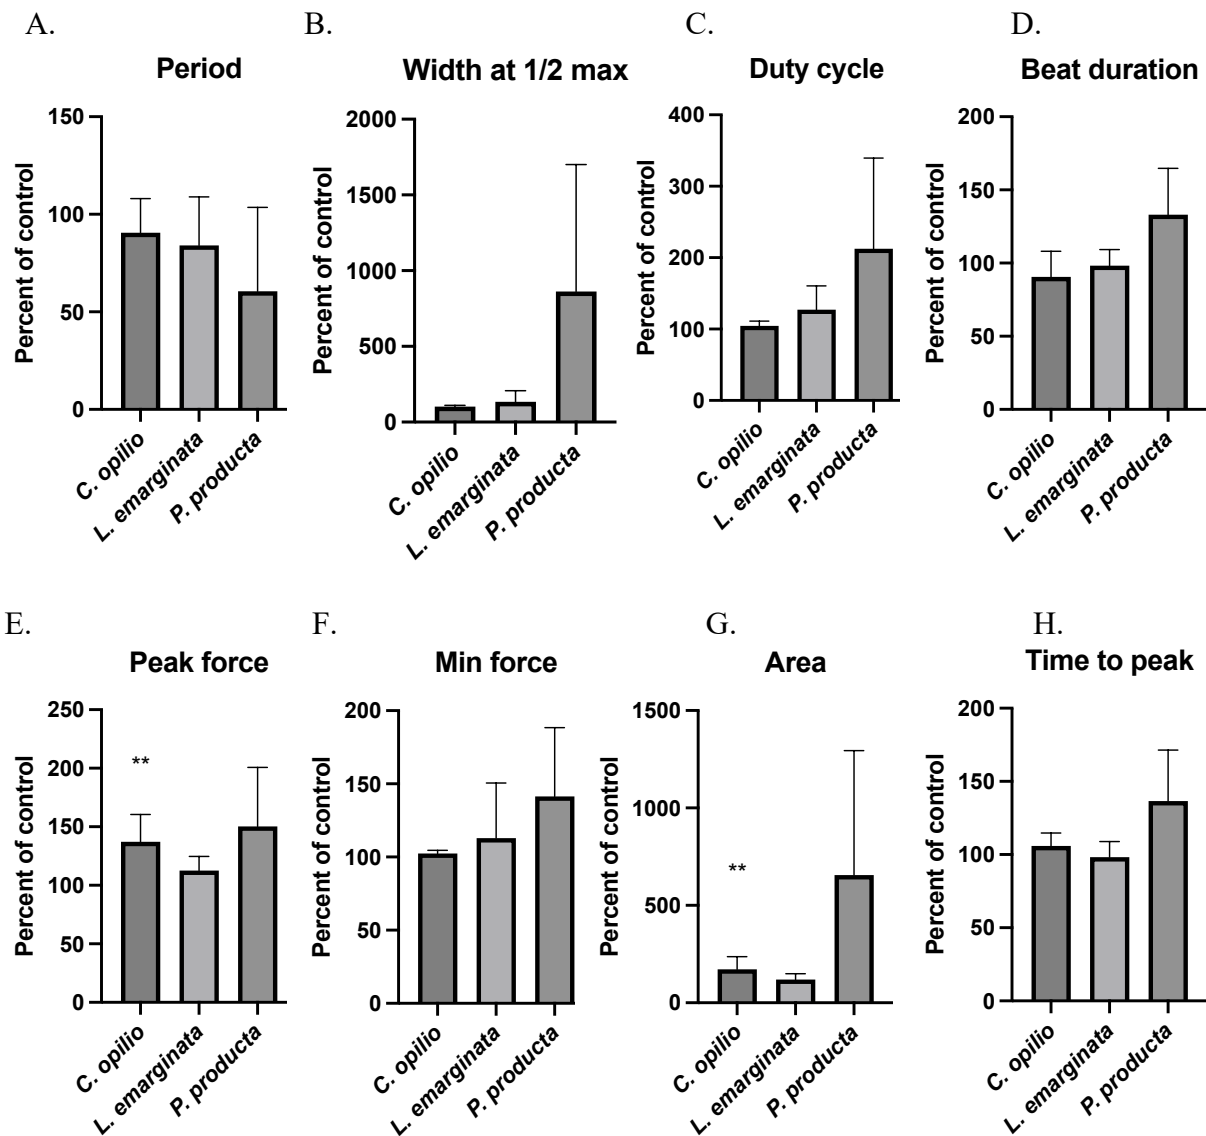 A.
Period
Percent of control
150
100
50
0
C. opilio
L. emarginata
P. producta
B.
Width at 1/2 max
Percent of control
2000
1500
1000
500
0
C. opilio
L. emarginata
P. producta
C.
Duty cycle
Percent of control
400
300
200
100
0
C. opilio
L. emarginata
P. producta
D.
Beat duration
Percent of control
200
150
100
50
0
C. opilio
L. emarginata
P. producta
E.
Peak force
Percent of control
250
200
150
100
50
0
**
C. opilio
L. emarginata
P. producta
F.
Min force
Percent of control
200
150
100
50
0
C. opilio
L. emarginata
P. producta
G.
Area
Percent of control
1500
1000
500
0
**
C. opilio
L. emarginata
P. producta
H.
Time to peak
Percent of control
200
150
100
50
0
C. opilio
L. emarginata
P. producta